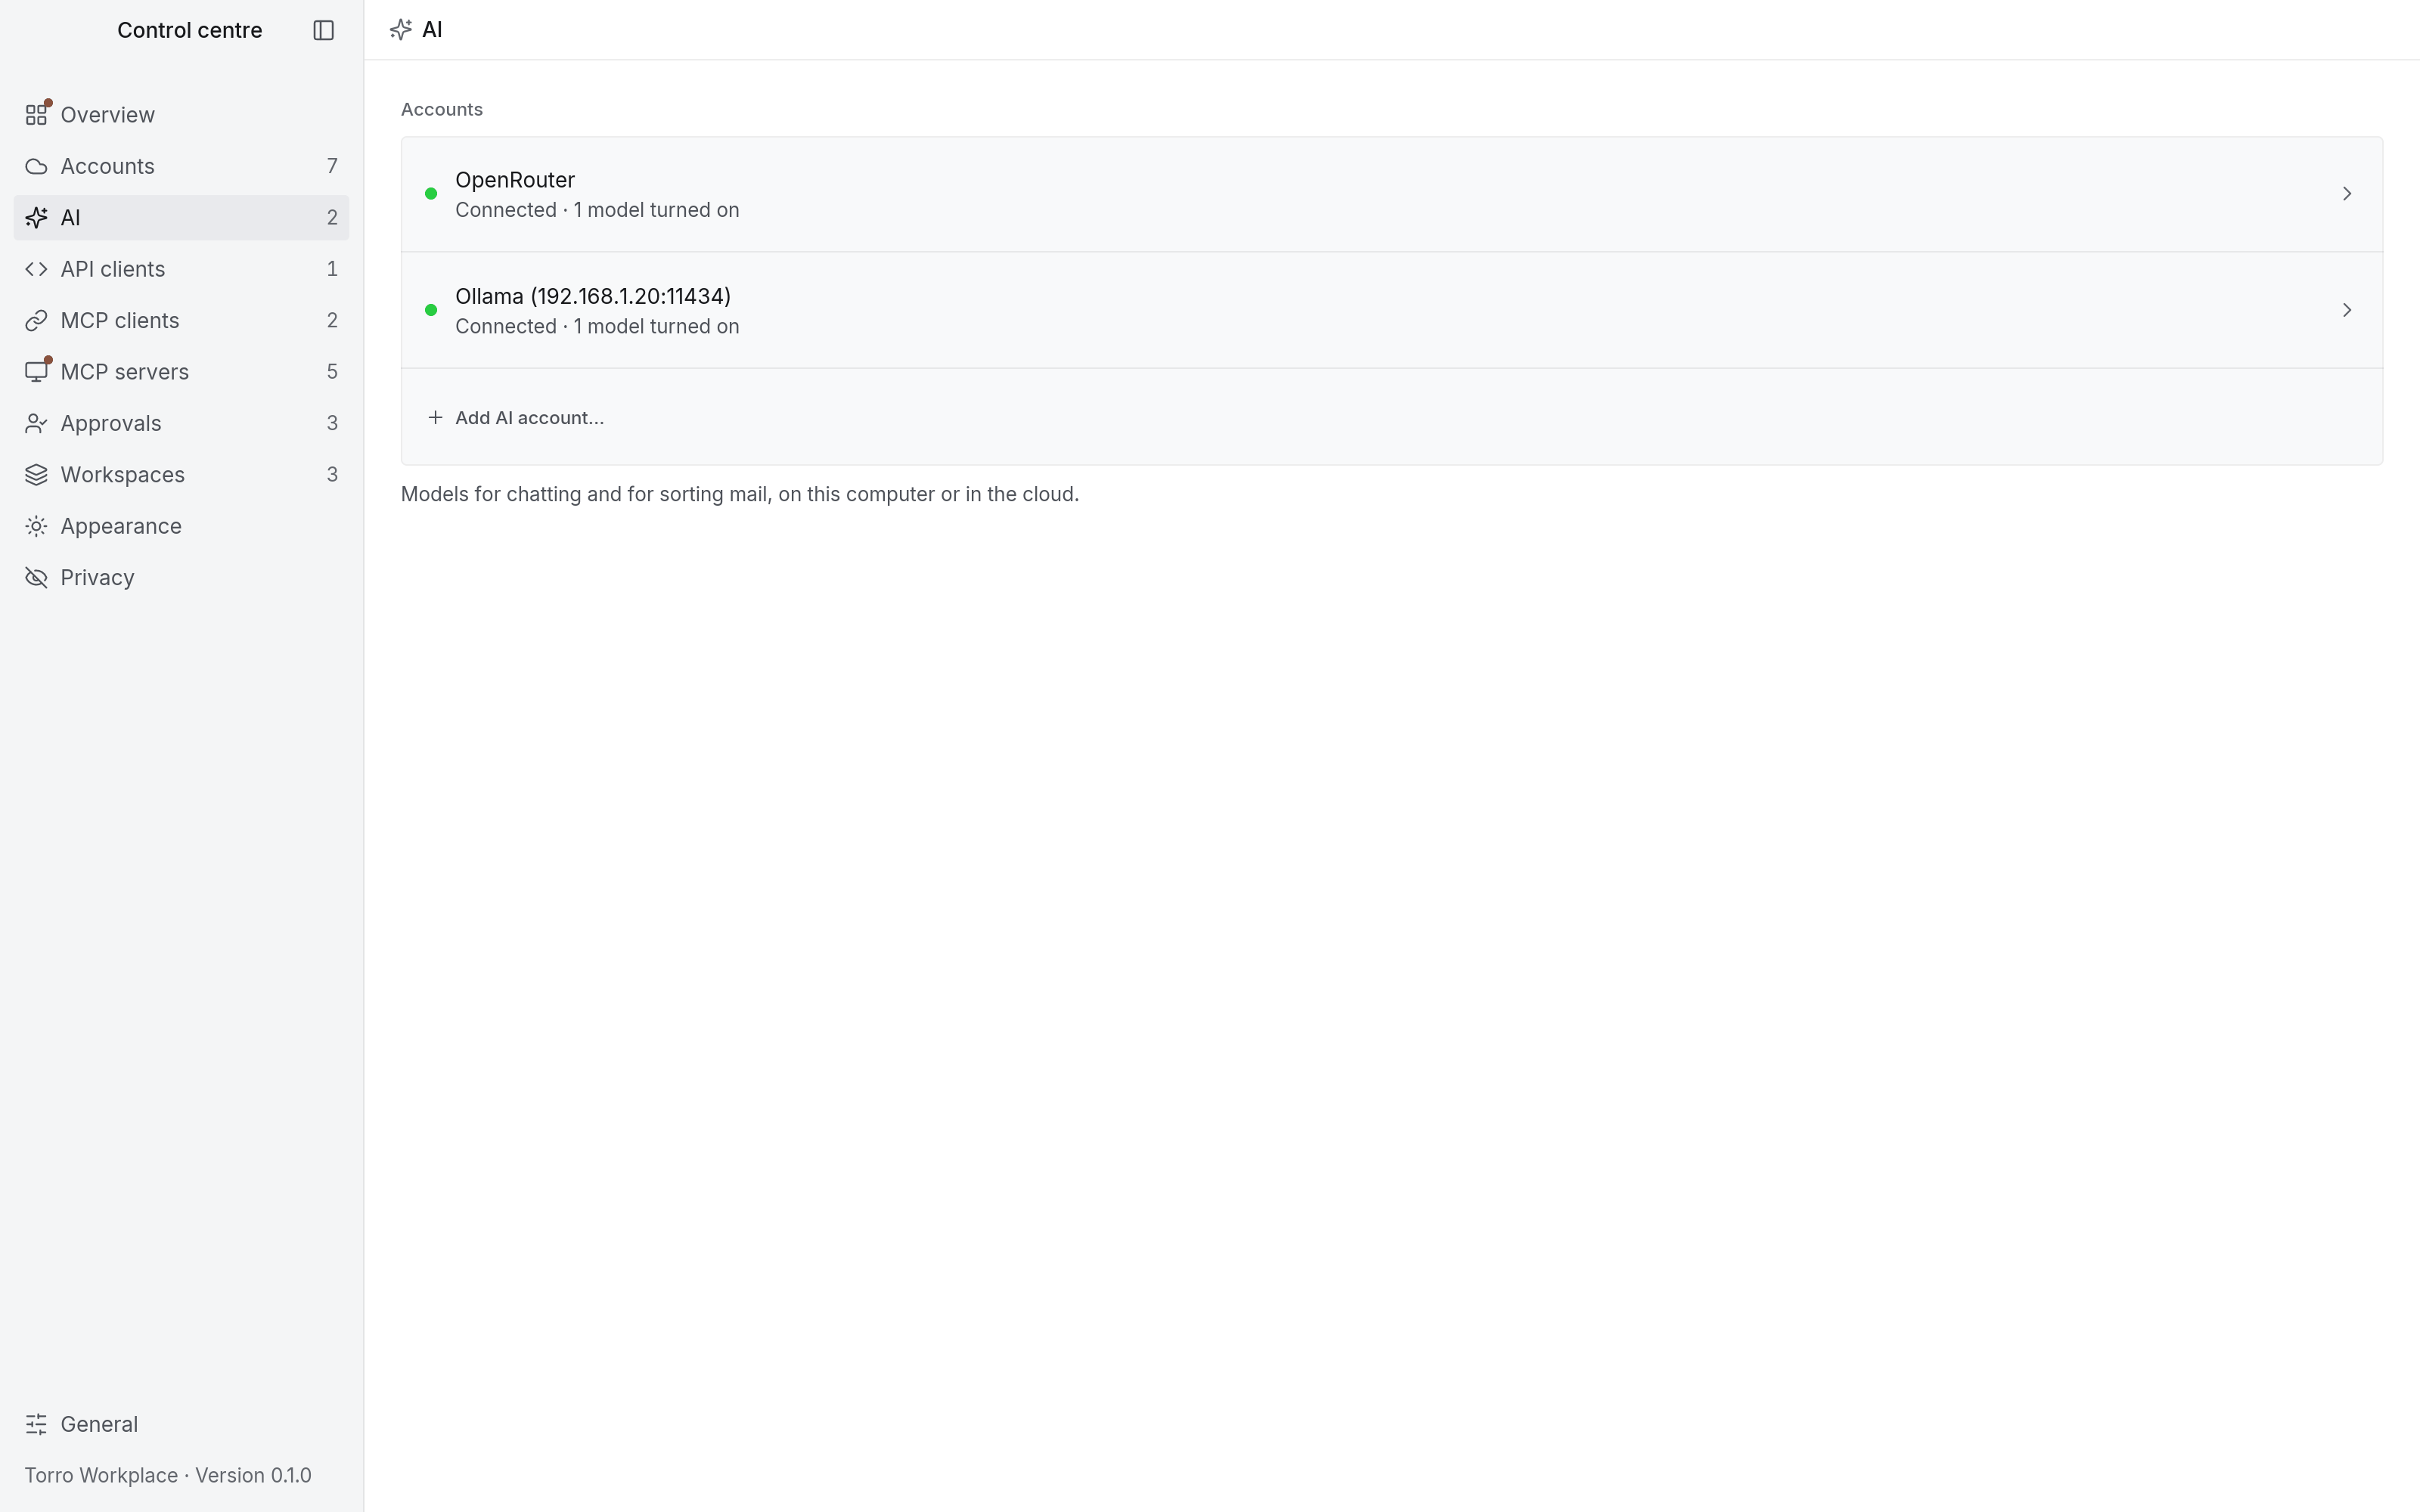 Control centre
Overview
Accounts 7
AI 2
API clients 1
MCP clients 2
MCP servers 5
Approvals 3
Workspaces 3
Appearance
Privacy
General
Torro Workplace · Version 0.1.0
AI
Accounts
OpenRouter
Connected · 1 model turned on
Ollama (192.168.1.20:11434)
Connected · 1 model turned on
Add AI account...
Models for chatting and for sorting mail, on this computer or in the cloud.